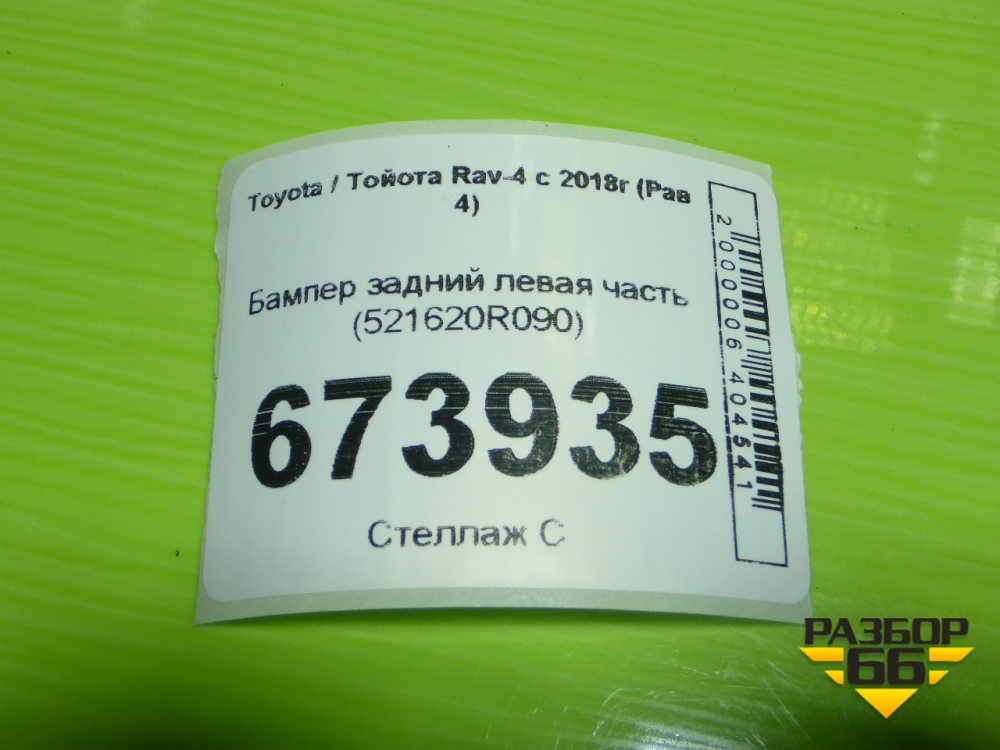 Toyota / Тойота Rav-4 с 2018г (Рав
4)
Бампер задний левая часть
(521620R090)
673935
Стеллаж С
2000006404541
РАЗБОР
66